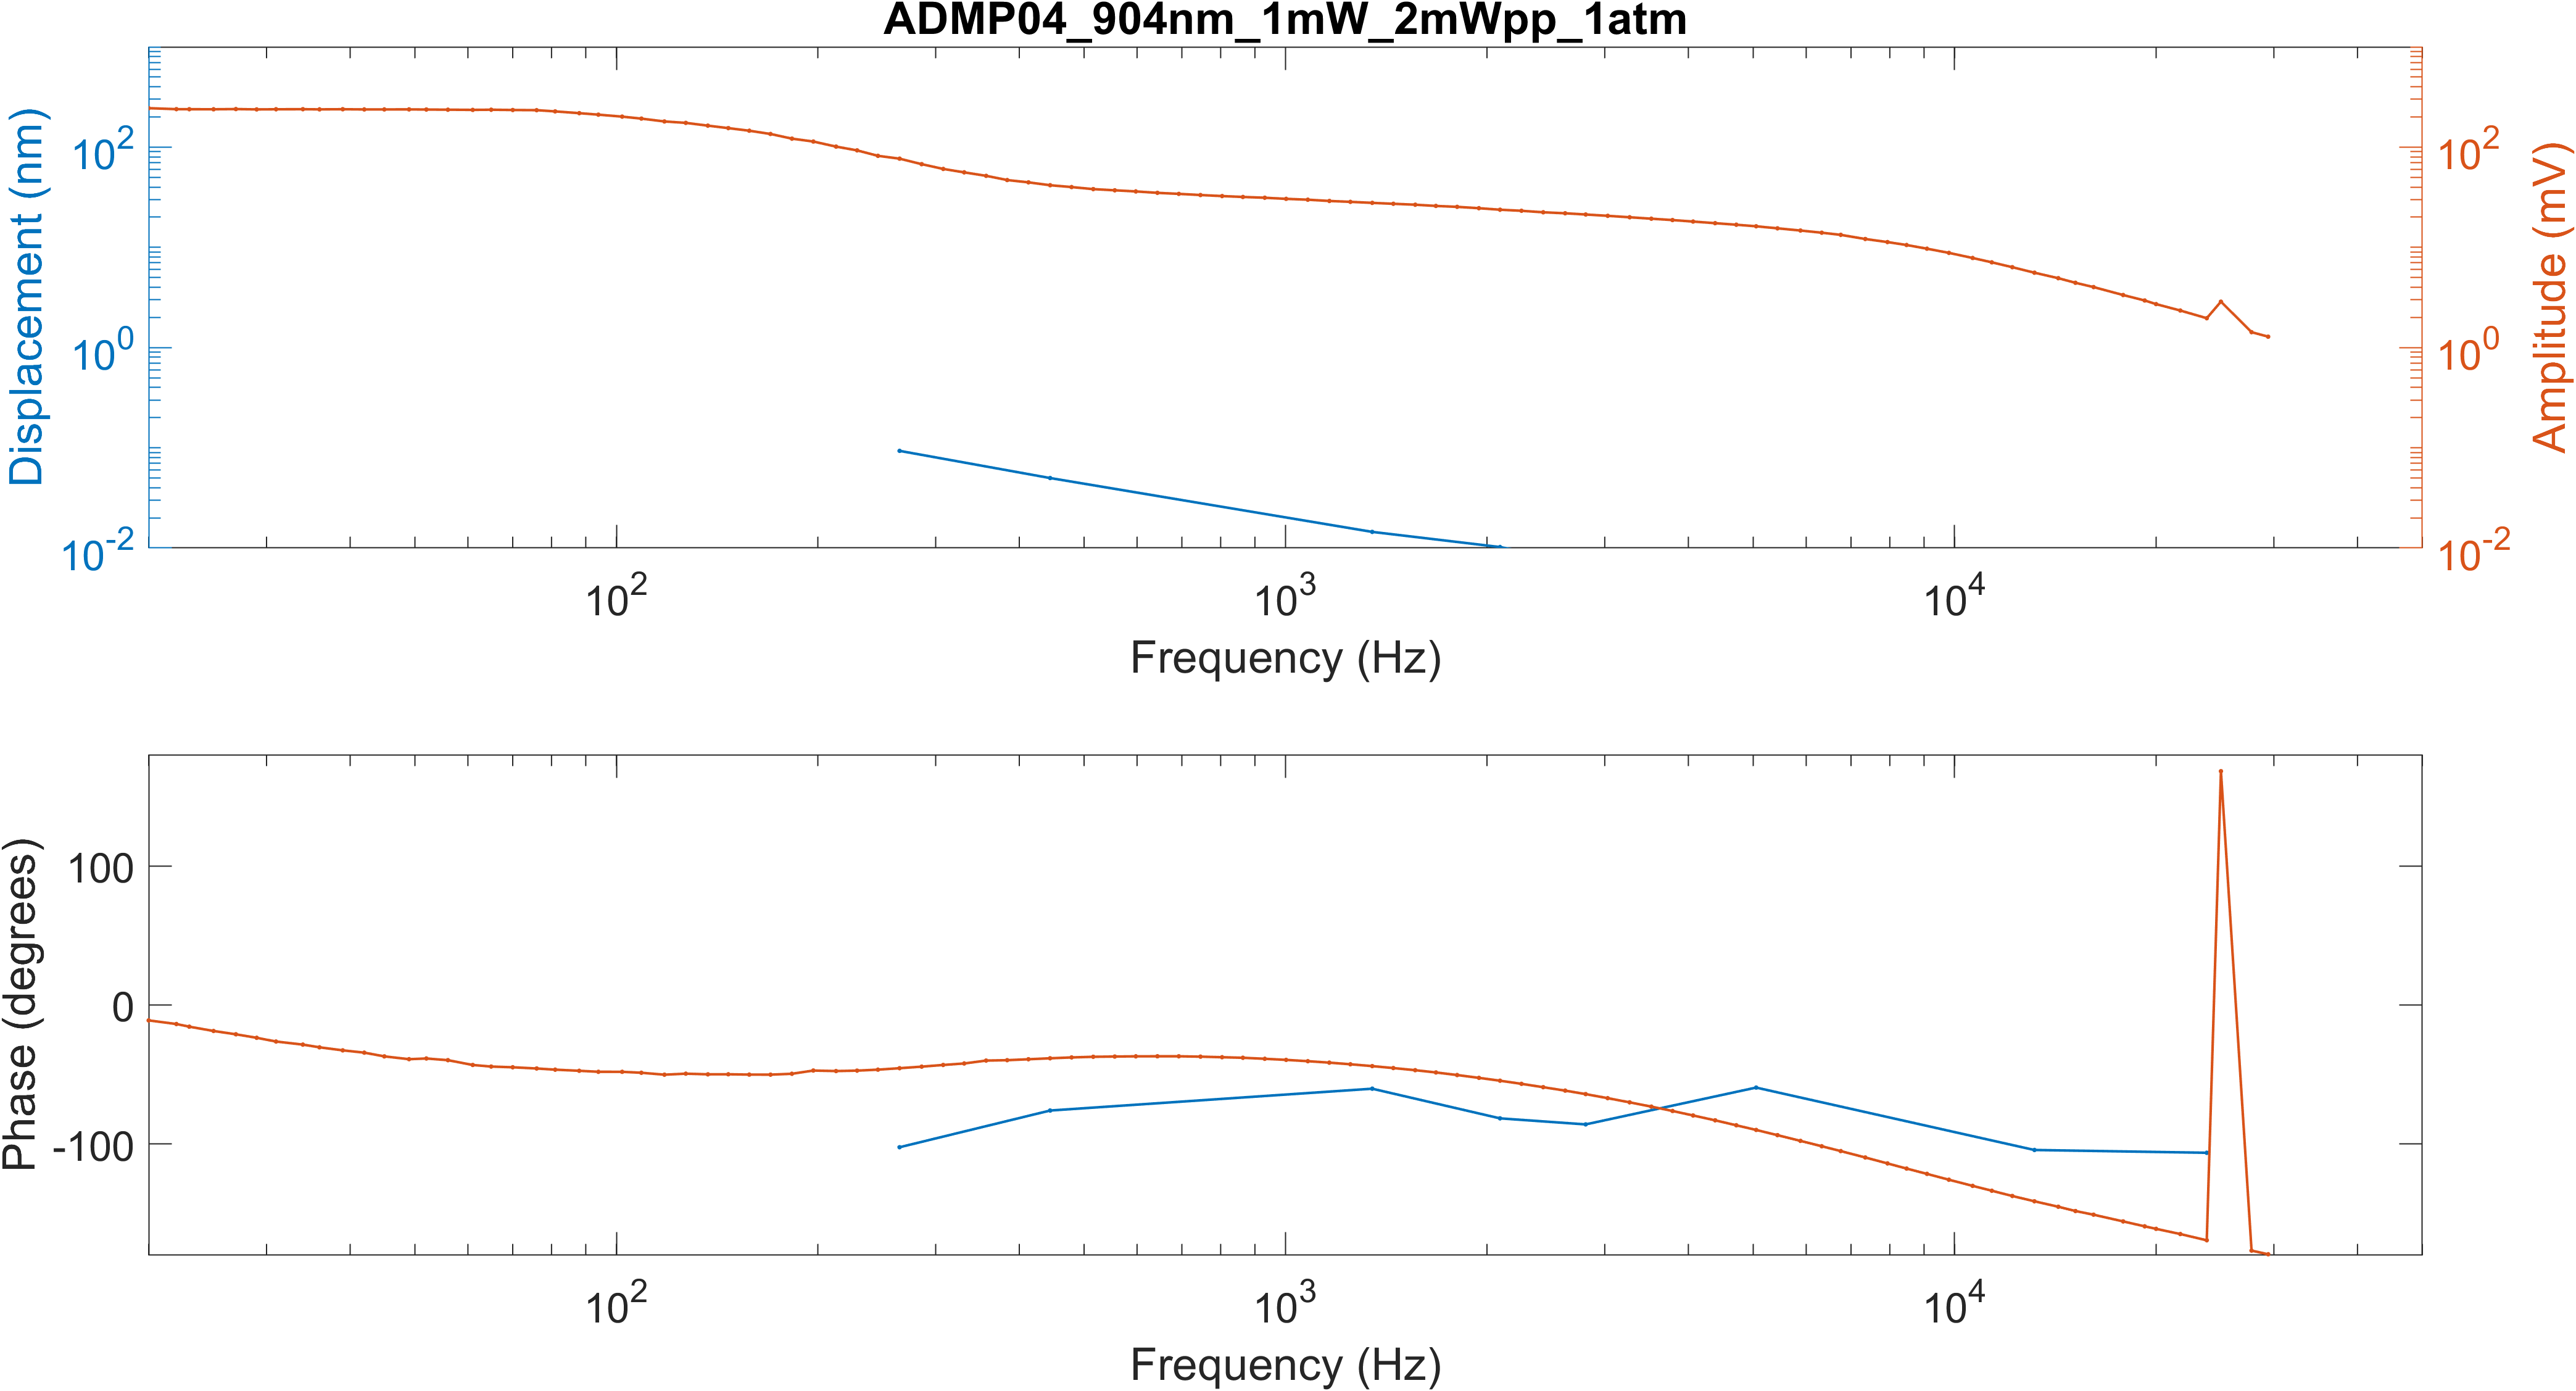 ADMP04_904nm_1mW_2mWpp_1atm
Displacement (nm)
10^2
10^0
10^-2
10^2
10^0
10^-2
Amplitude (mV)
10^2
10^3
10^4
Frequency (Hz)
Phase (degrees)
100
0
-100
10^2
10^3
10^4
Frequency (Hz)